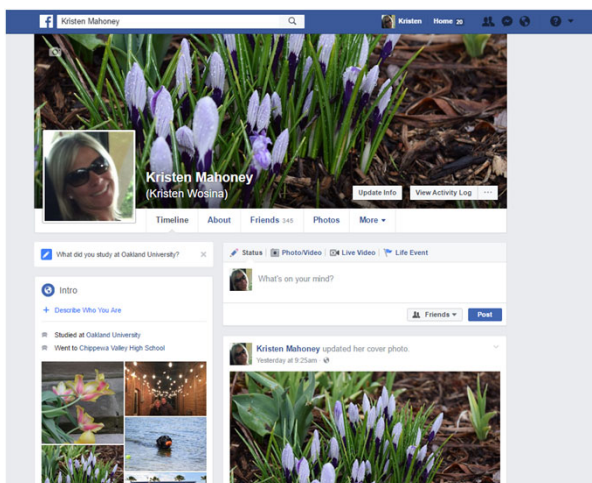 f Kristen Mahoney Kristen Home 20
Kristen Mahoney
(Kristen Wosina)
Update Info View Activity Log ...
Timeline About Friends 245 Photos More
What did you study at Oakland University? ×
Status Photo/Video Live Video Life Event
What's on your mind?
Friends Post
Intro
+ Describe Who You Are
Studied at Oakland University
Went to Chippewa Valley High School
Kristen Mahoney updated her cover photo.
Yesterday at 9:25am ·